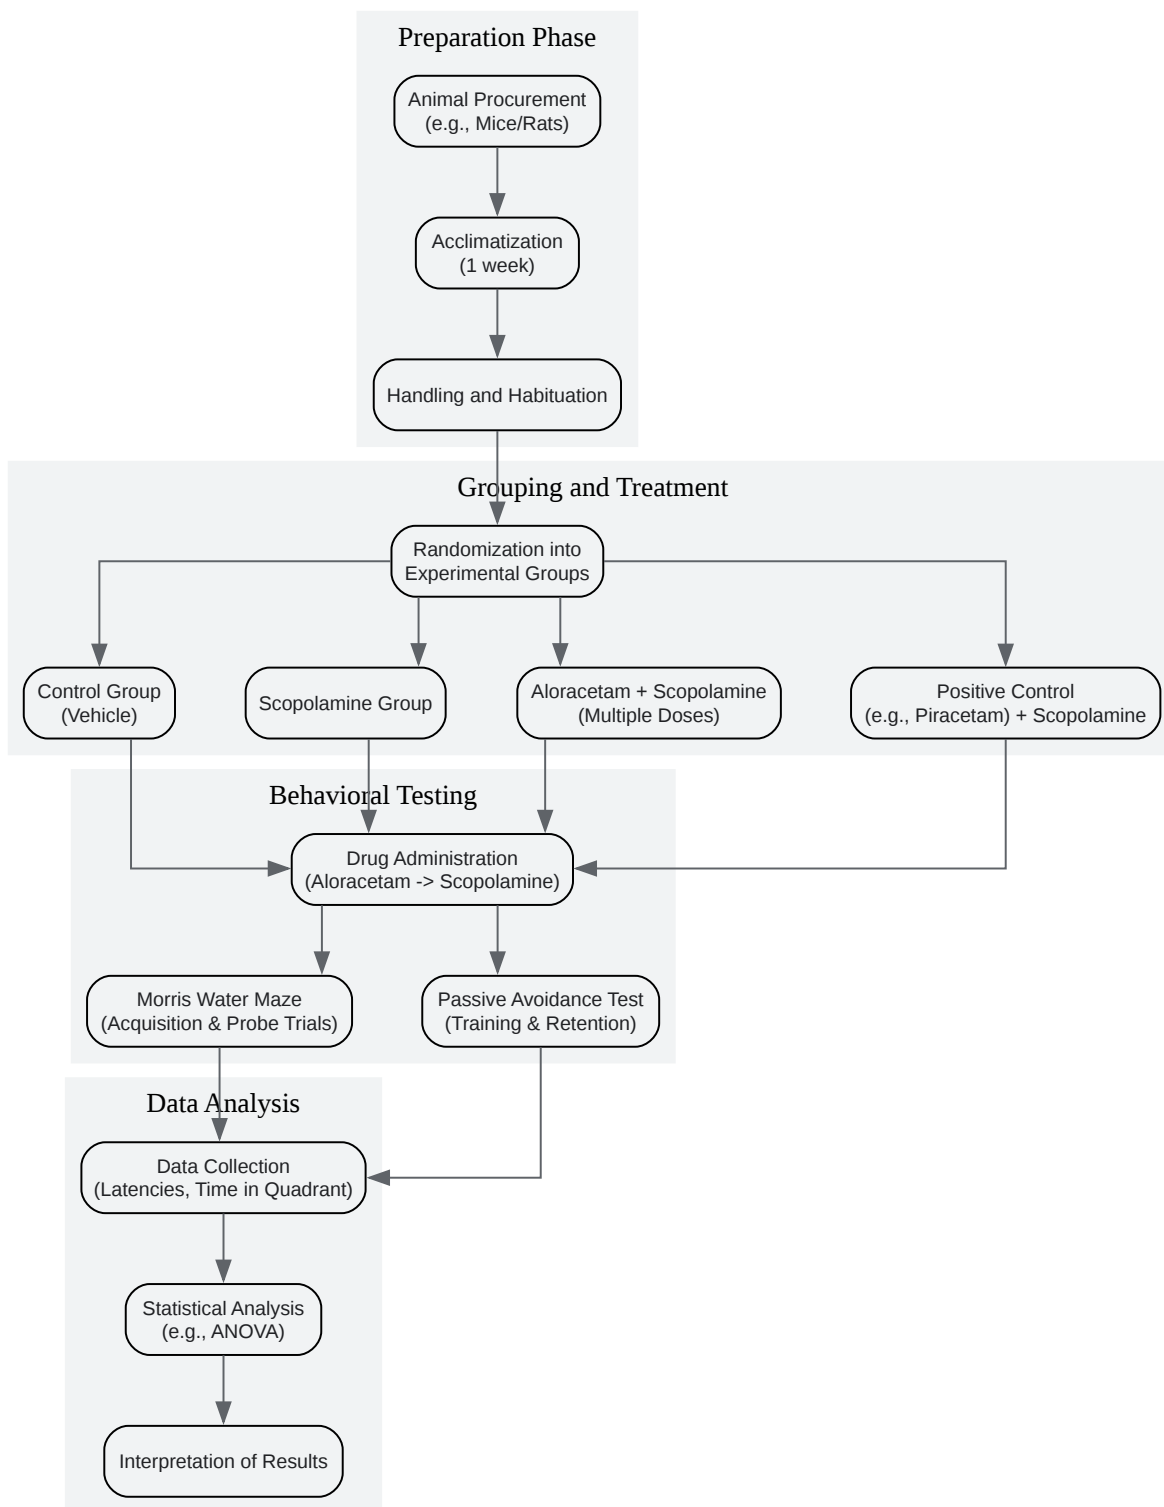 Preparation Phase
Animal Procurement
(e.g., Mice/Rats)
Acclimatization
(1 week)
Handling and Habituation
Grouping and Treatment
Randomization into
Experimental Groups
Control Group
(Vehicle)
Scopolamine Group
Aloracetam + Scopolamine
(Multiple Doses)
Positive Control
(e.g., Piracetam) + Scopolamine
Behavioral Testing
Drug Administration
(Aloracetam -> Scopolamine)
Morris Water Maze
(Acquisition & Probe Trials)
Passive Avoidance Test
(Training & Retention)
Data Analysis
Data Collection
(Latencies, Time in Quadrant)
Statistical Analysis
(e.g., ANOVA)
Interpretation of Results